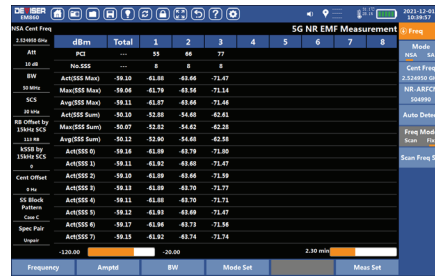 DEVISER
EM860
2021-12-01
10:39:57
NSA Cent Freq
2.524950 GHz
Att
10 dB
BW
50 MHz
SCS
30 kHz
RB Offset by
15kHz SCS
113 RB
kSSB by
15kHz SCS
0
Cent Offset
0 Hz
SS Block
Pattern
Case C
Spec Pair
Unpair
5G NR EMF Measurement
dBm Total 1 2 3 4 5 6 7 8
PCI --- 55 66 77
No.SSS --- 8 8 8
Act(SSS Max) -59.10 -61.88 -63.66 -71.47
Max(SSS Max) -59.06 -61.79 -63.56 -71.14
Avg(SSS Max) -59.11 -61.87 -63.66 -71.46
Act(SSS Sum) -50.10 -52.88 -54.68 -62.61
Max(SSS Sum) -50.07 -52.82 -54.62 -62.28
Avg(SSS Sum) -50.12 -52.90 -54.68 -62.58
Act(SSS 0) -59.16 -61.89 -63.79 -71.80
Act(SSS 1) -59.11 -61.92 -63.68 -71.47
Act(SSS 2) -59.10 -61.89 -63.66 -71.59
Act(SSS 3) -59.13 -61.89 -63.70 -71.77
Act(SSS 4) -59.11 -61.88 -63.70 -71.71
Act(SSS 5) -59.12 -61.93 -63.69 -71.47
Act(SSS 6) -59.17 -61.96 -63.73 -71.56
Act(SSS 7) -59.15 -61.92 -63.74 -71.74
-120.00 -20.00 2.30 min
Freq
Mode
NSA SA
Cent Freq
2.524950 GH
NR-ARFCN
504990
Auto Detec
Freq Mode
Scan Fla
Scan Freq S
Frequency Amptd BW Mode Set Meas Set